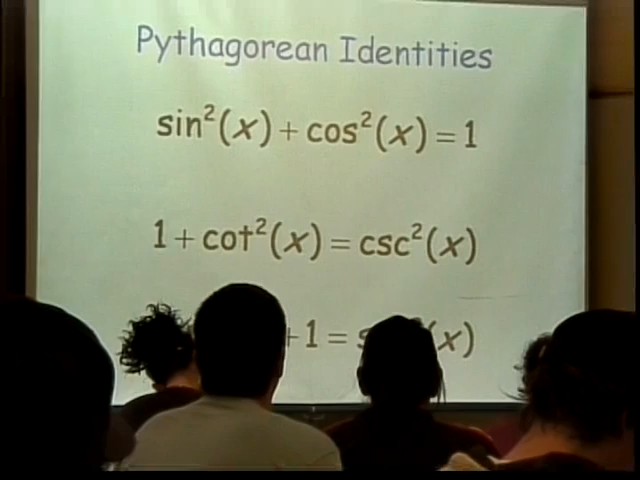 Pythagorean Identities
sin²(x) + cos²(x) = 1
1 + cot²(x) = csc²(x)
+1 = s (x)